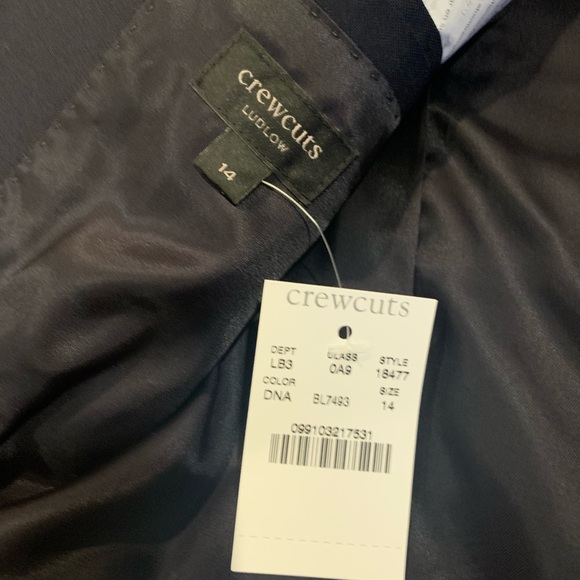 crewcuts
LUDLOW
14
crewcuts
DEPT CLASS STYLE
LB3 0A9 18477
COLOR SIZE
DNA BL7493 14
099103217531